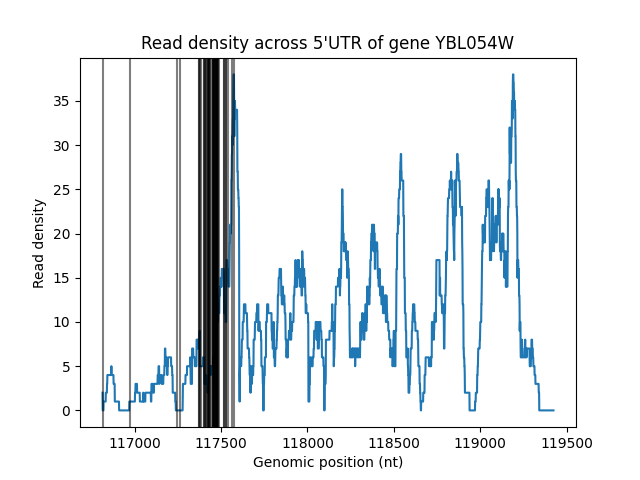 Read density across 5'UTR of gene YBL054W
Read density
35
30
25
20
15
10
5
0
117000 117500 118000 118500 119000 119500
Genomic position (nt)